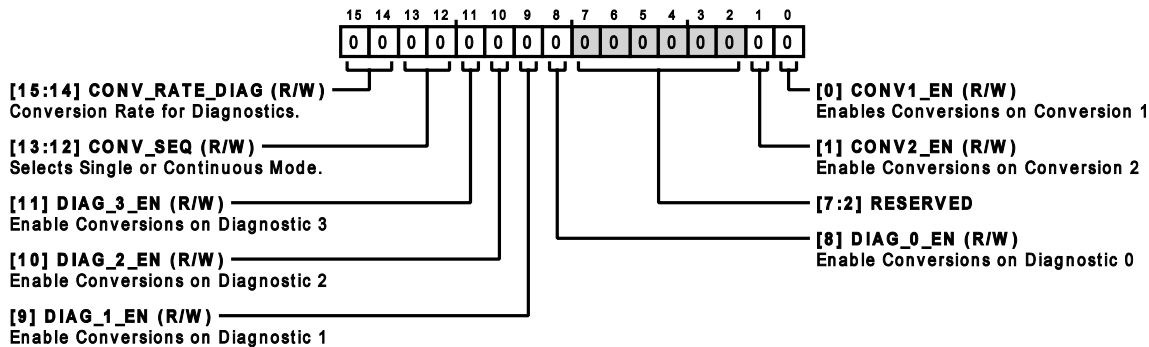 15 14 13 12 11 10 9 8 7 6 5 4 3 2 1 0
0 0 0 0 0 0 0 0 0 0 0 0 0 0 0 0
[15:14] CONV_RATE_DIAG (R/W)
Conversion Rate for Diagnostics.
[13:12] CONV_SEQ (R/W)
Selects Single or Continuous Mode.
[11] DIAG_3_EN (R/W)
Enable Conversions on Diagnostic 3
[10] DIAG_2_EN (R/W)
Enable Conversions on Diagnostic 2
[9] DIAG_1_EN (R/W)
Enable Conversions on Diagnostic 1
[0] CONV1_EN (R/W)
Enables Conversions on Conversion 1
[1] CONV2_EN (R/W)
Enable Conversions on Conversion 2
[7:2] RESERVED
[8] DIAG_0_EN (R/W)
Enable Conversions on Diagnostic 0